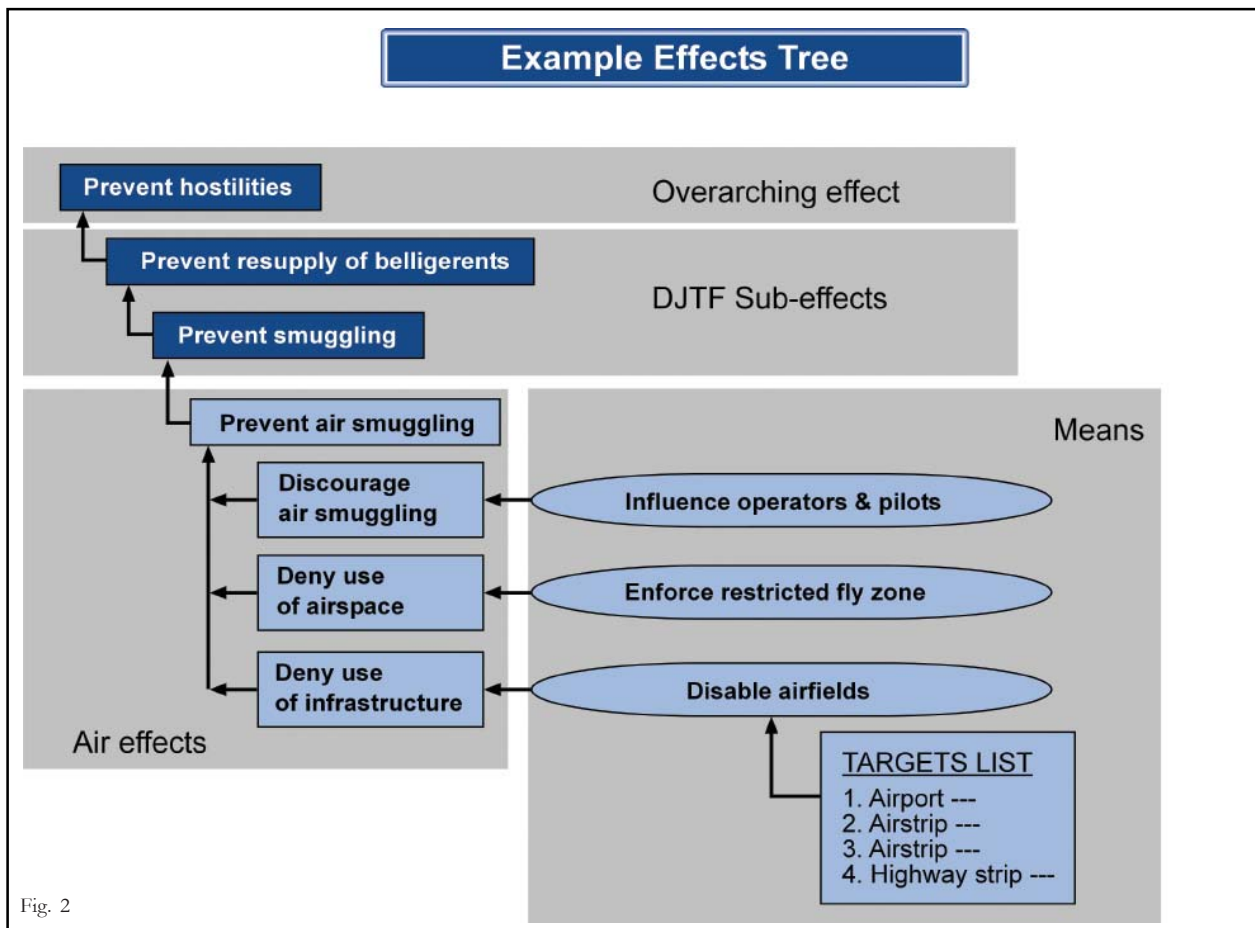 Example Effects Tree
Prevent hostilities
Overarching effect
Prevent resupply of belligerents
DJTF Sub-effects
Prevent smuggling
Prevent air smuggling
Means
Discourage
air smuggling
Influence operators & pilots
Deny use
of airspace
Enforce restricted fly zone
Deny use
of infrastructure
Disable airfields
Air effects
TARGETS LIST
1. Airport ---
2. Airstrip ---
3. Airstrip ---
4. Highway strip ---
Fig. 2